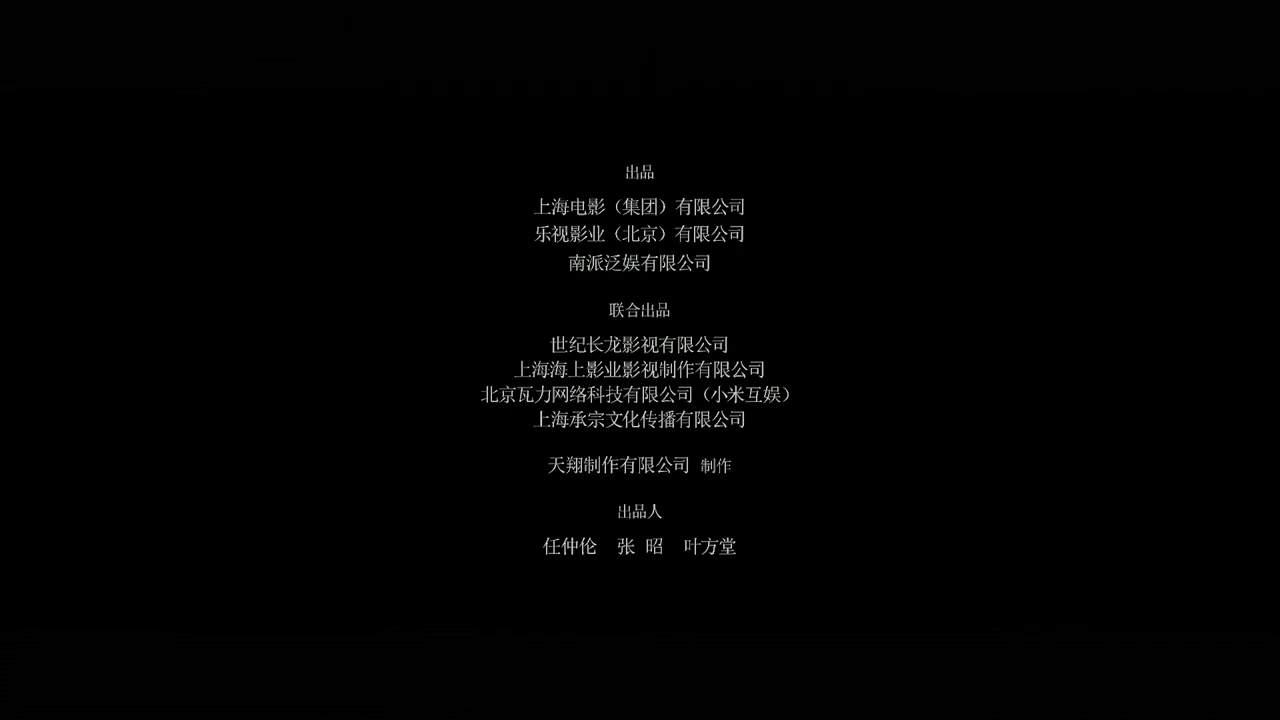 出品
上海电影（集团）有限公司
乐视影业（北京）有限公司
南派泛娱有限公司
联合出品
世纪长龙影视有限公司
上海海上影业影视制作有限公司
北京瓦力网络科技有限公司（小米互娱）
上海承宗文化传播有限公司
天翔制作有限公司 制作
出品人
任仲伦 张 昭 叶方堂